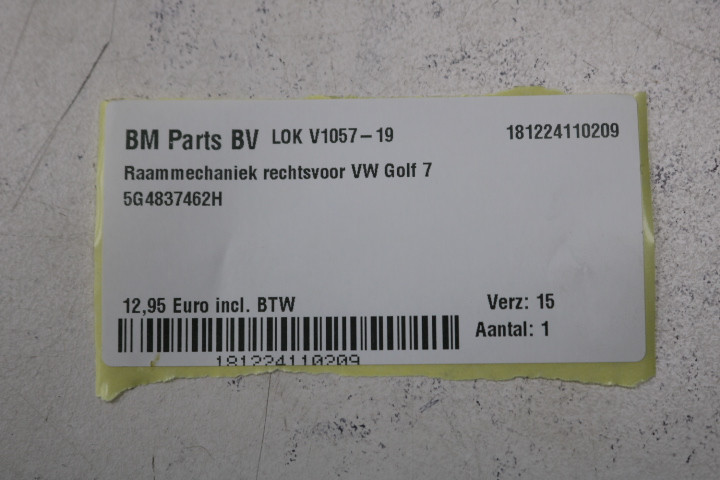 BM Parts BV LOK V1057-19 181224110209
Raammechaniek rechtsvoor VW Golf 7
5G4837462H
12,95 Euro incl. BTW Verz: 15
Aantal: 1
181224110209